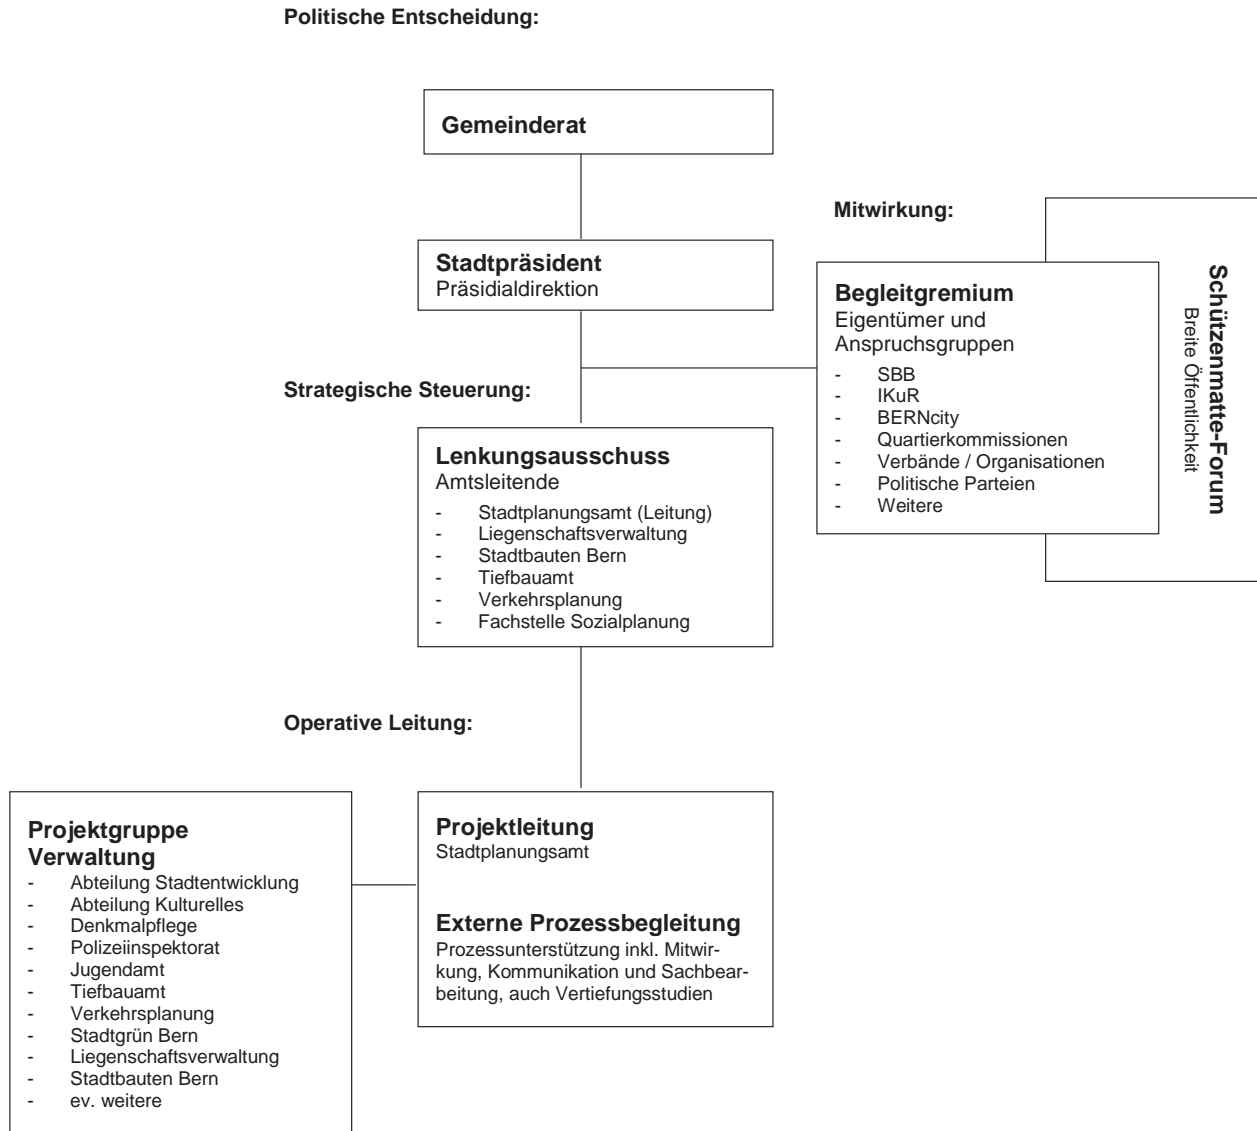 Politische Entscheidung:
Gemeinderat
Stadtpräsident
Präsidialdirektion
Mitwirkung:
Begleitgremium
Eigentümer und
Anspruchsgruppen
- SBB
- IKuR
- BERNcity
- Quartierkommissionen
- Verbände / Organisationen
- Politische Parteien
- Weitere
Schützenmatte-Forum
Breite Öffentlichkeit
Strategische Steuerung:
Lenkungsausschuss
Amtsleitende
- Stadtplanungsamt (Leitung)
- Liegenschaftsverwaltung
- Stadtbauten Bern
- Tiefbauamt
- Verkehrsplanung
- Fachstelle Sozialplanung
Operative Leitung:
Projektgruppe
Verwaltung
- Abteilung Stadtentwicklung
- Abteilung Kulturelles
- Denkmalpflege
- Polizeiinspektorat
- Jugendamt
- Tiefbauamt
- Verkehrsplanung
- Stadtgrün Bern
- Liegenschaftsverwaltung
- Stadtbauten Bern
- ev. weitere
Projektleitung
Stadtplanungsamt
Externe Prozessbegleitung
Prozessunterstützung inkl. Mitwir-
kung, Kommunikation und Sachbear-
beitung, auch Vertiefungsstudien